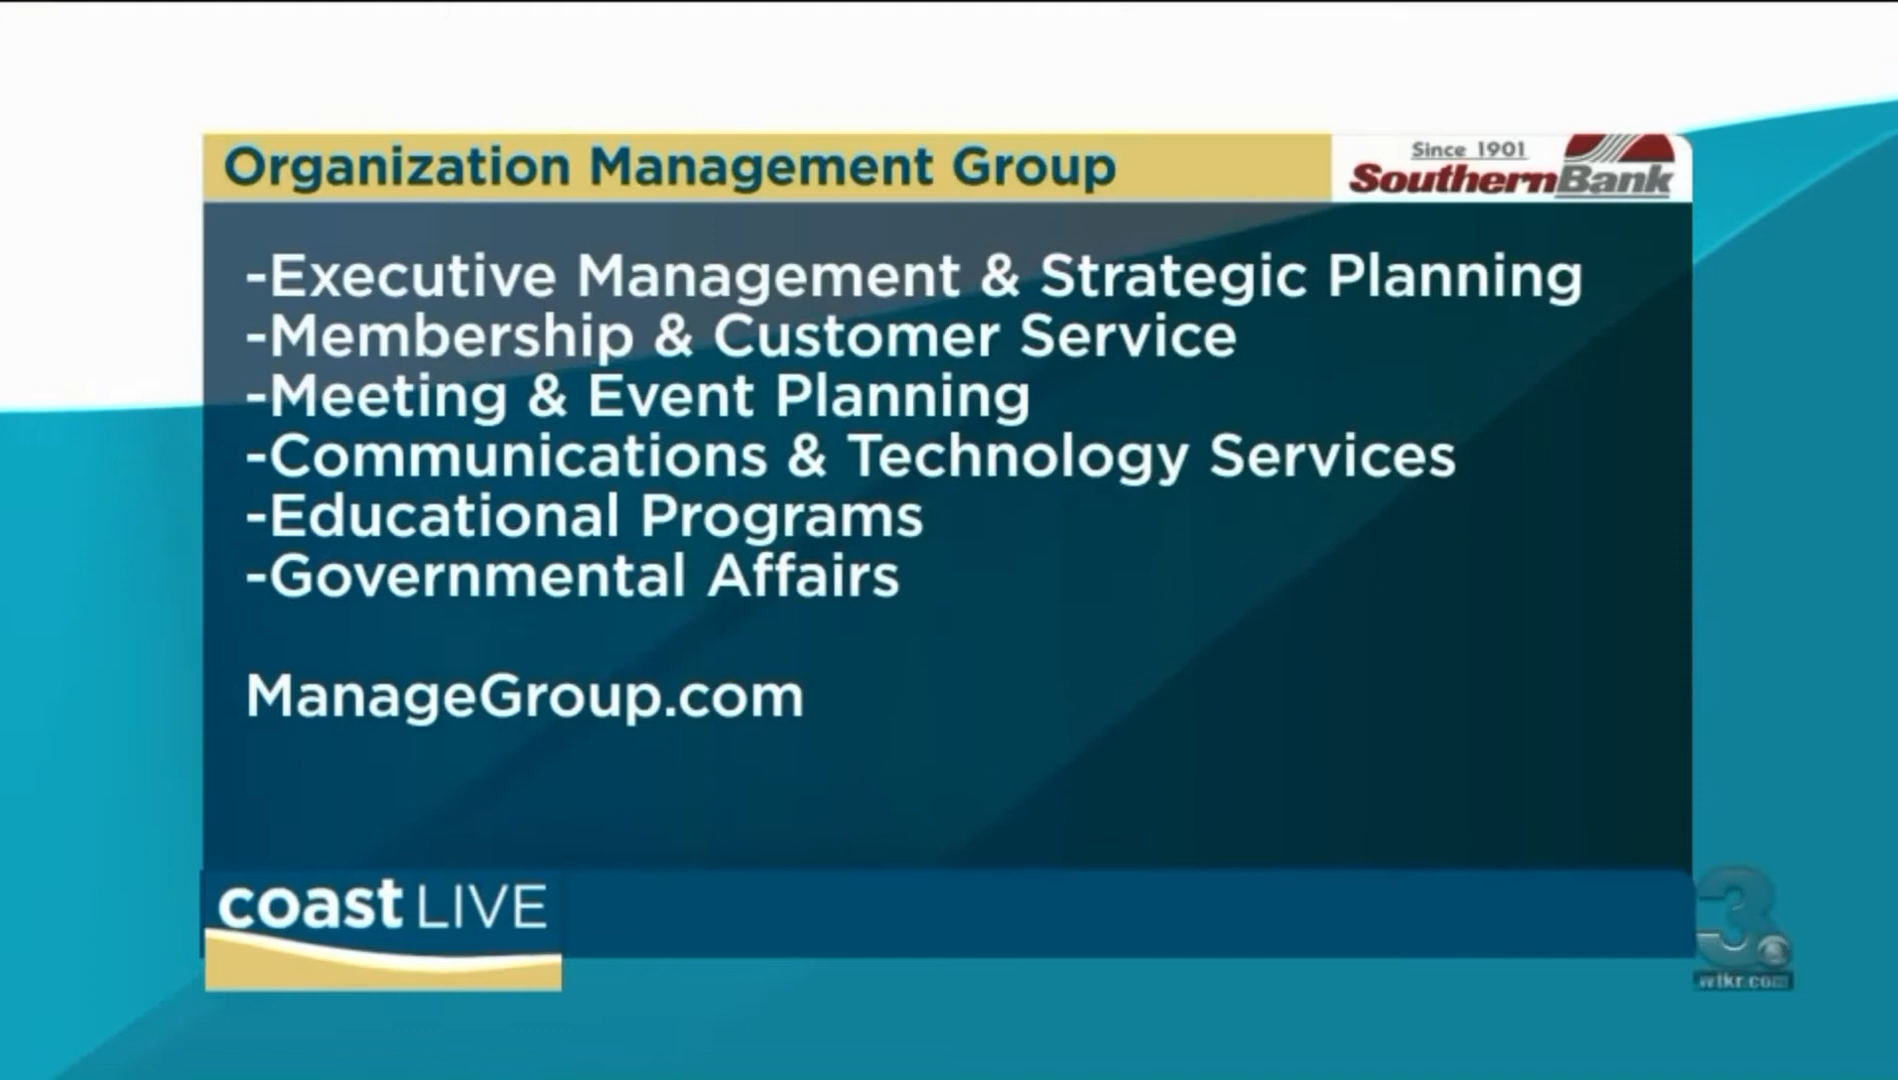 Organization Management Group
Since 1901
SouthernBank
-Executive Management & Strategic Planning
-Membership & Customer Service
-Meeting & Event Planning
-Communications & Technology Services
-Educational Programs
-Governmental Affairs
ManageGroup.com
coast LIVE
3
wtkr.com